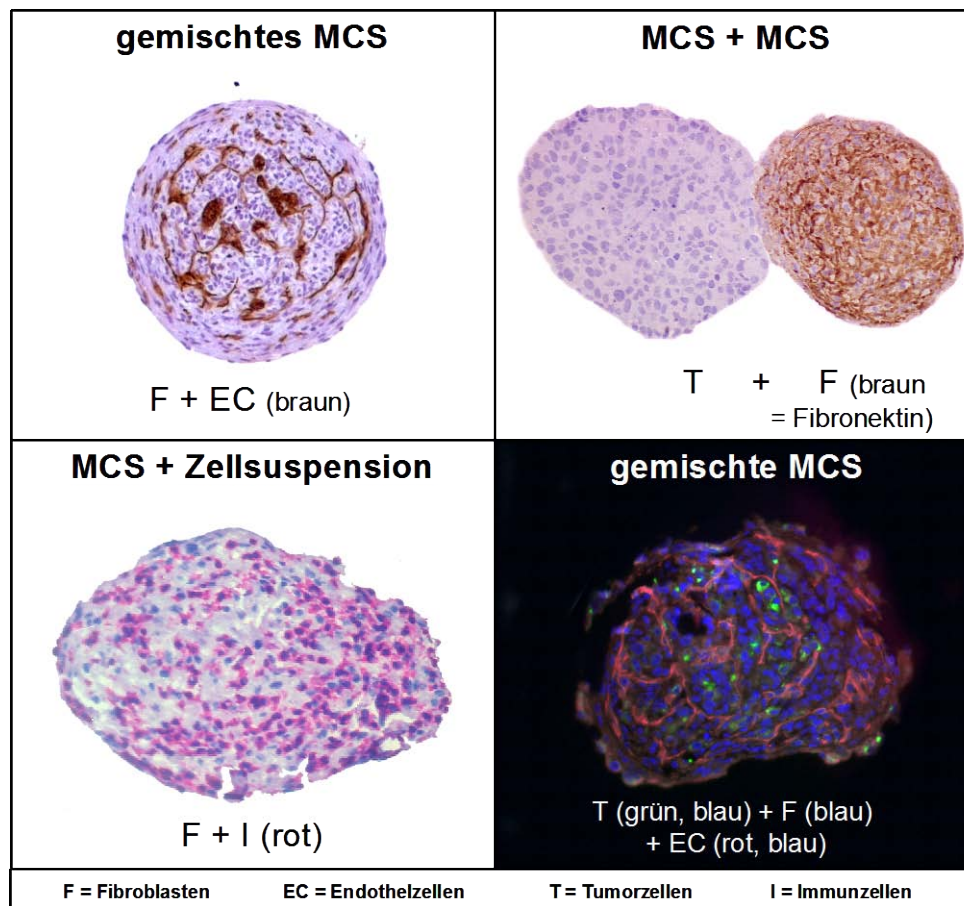 gemischtes MCS
F + EC (braun)
MCS + MCS
T + F (braun
= Fibronektin)
MCS + Zellsuspension
F + I (rot)
gemischte MCS
T (grün, blau) + F (blau)
+ EC (rot, blau)
F = Fibroblasten EC = Endothelzellen T = Tumorzellen I = Immunzellen